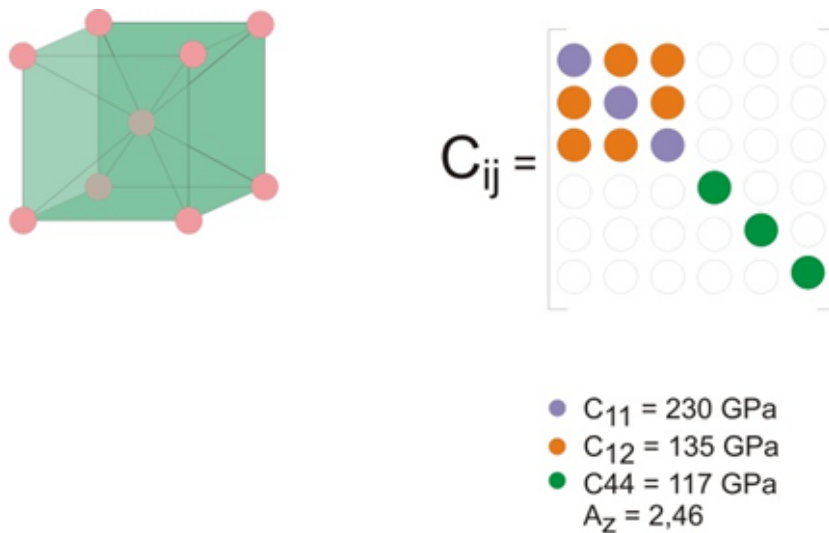 Cij =
C11 = 230 GPa
C12 = 135 GPa
C44 = 117 GPa
Az = 2,46